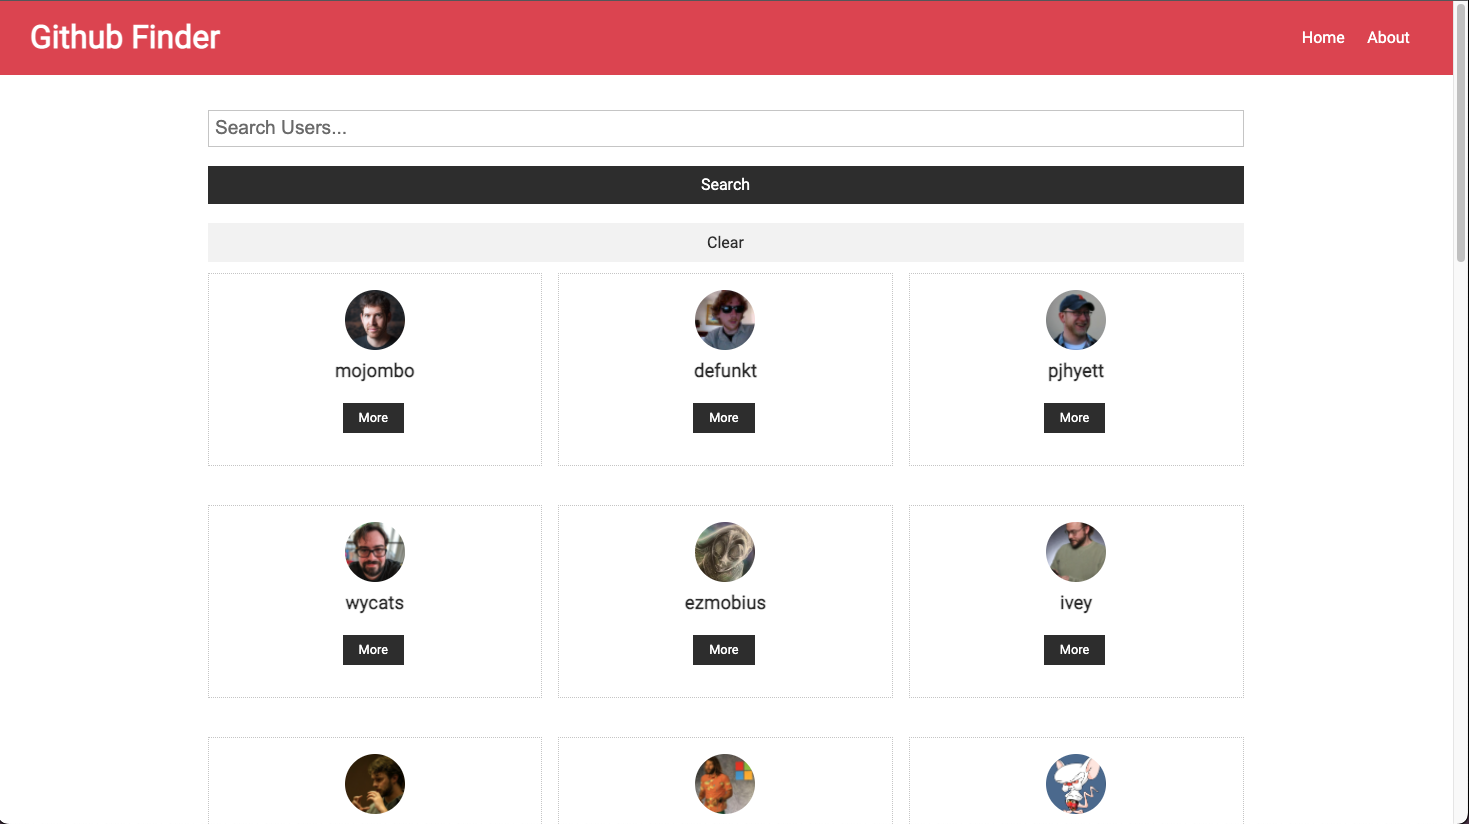 Github Finder
Home About
Search Users...
Search
Clear
mojombo
defunkt
pjhyett
More
More
More
wycats
ezmobius
ivey
More
More
More